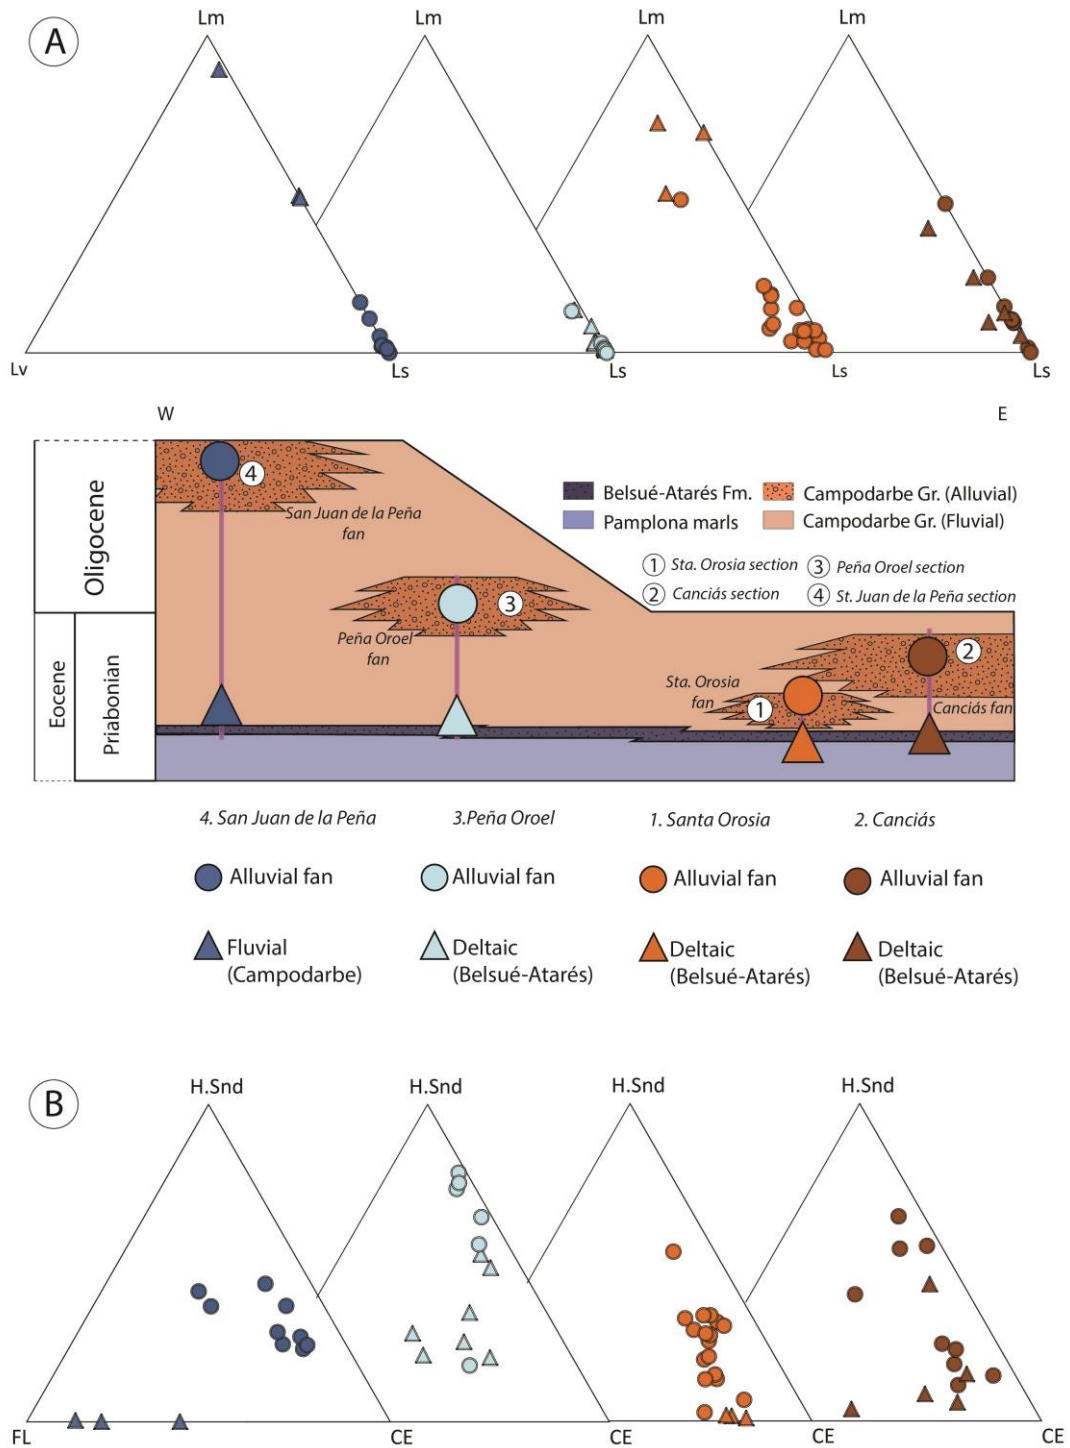 A
Lm Lm Lm Lm
Lv Ls Ls Ls Ls
W E
Oligocene
Eocene
Priabonian
4
San Juan de la Peña
fan
3
Peña Oroel
fan
Belsué-Atarés Fm. Campodarbe Gr. (Alluvial)
Pamplona marls Campodarbe Gr. (Fluvial)
1 Sta. Orosia section 3 Peña Oroel section
2 Canciás section 4 St. Juan de la Peña section
2
Sta. Orosia
fan
1
Canciás fan
4. San Juan de la Peña 3.Peña Oroel 1. Santa Orosia 2. Canciás
Alluvial fan Alluvial fan Alluvial fan Alluvial fan
Fluvial Deltaic Deltaic Deltaic
(Campodarbe) (Belsué-Atarés) (Belsué-Atarés) (Belsué-Atarés)
B
H.Snd H.Snd H.Snd H.Snd
FL CE CE CE CE